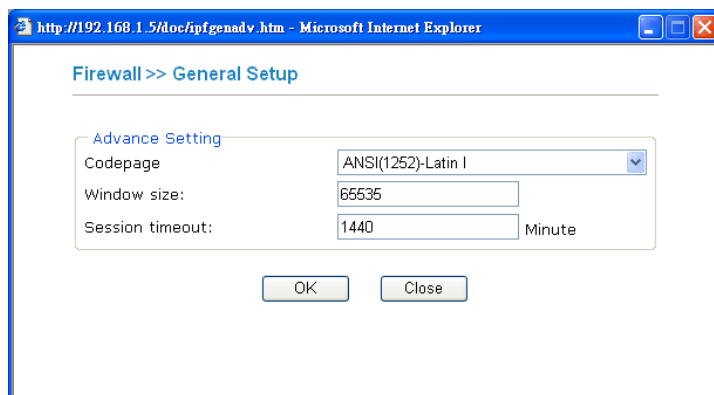 http://192.168.1.5/doc/ipfgenadv.htm - Microsoft Internet Explorer
Firewall >> General Setup
Advance Setting
Codepage ANSI(1252)-Latin I
Window size: 65535
Session timeout: 1440 Minute
OK Close